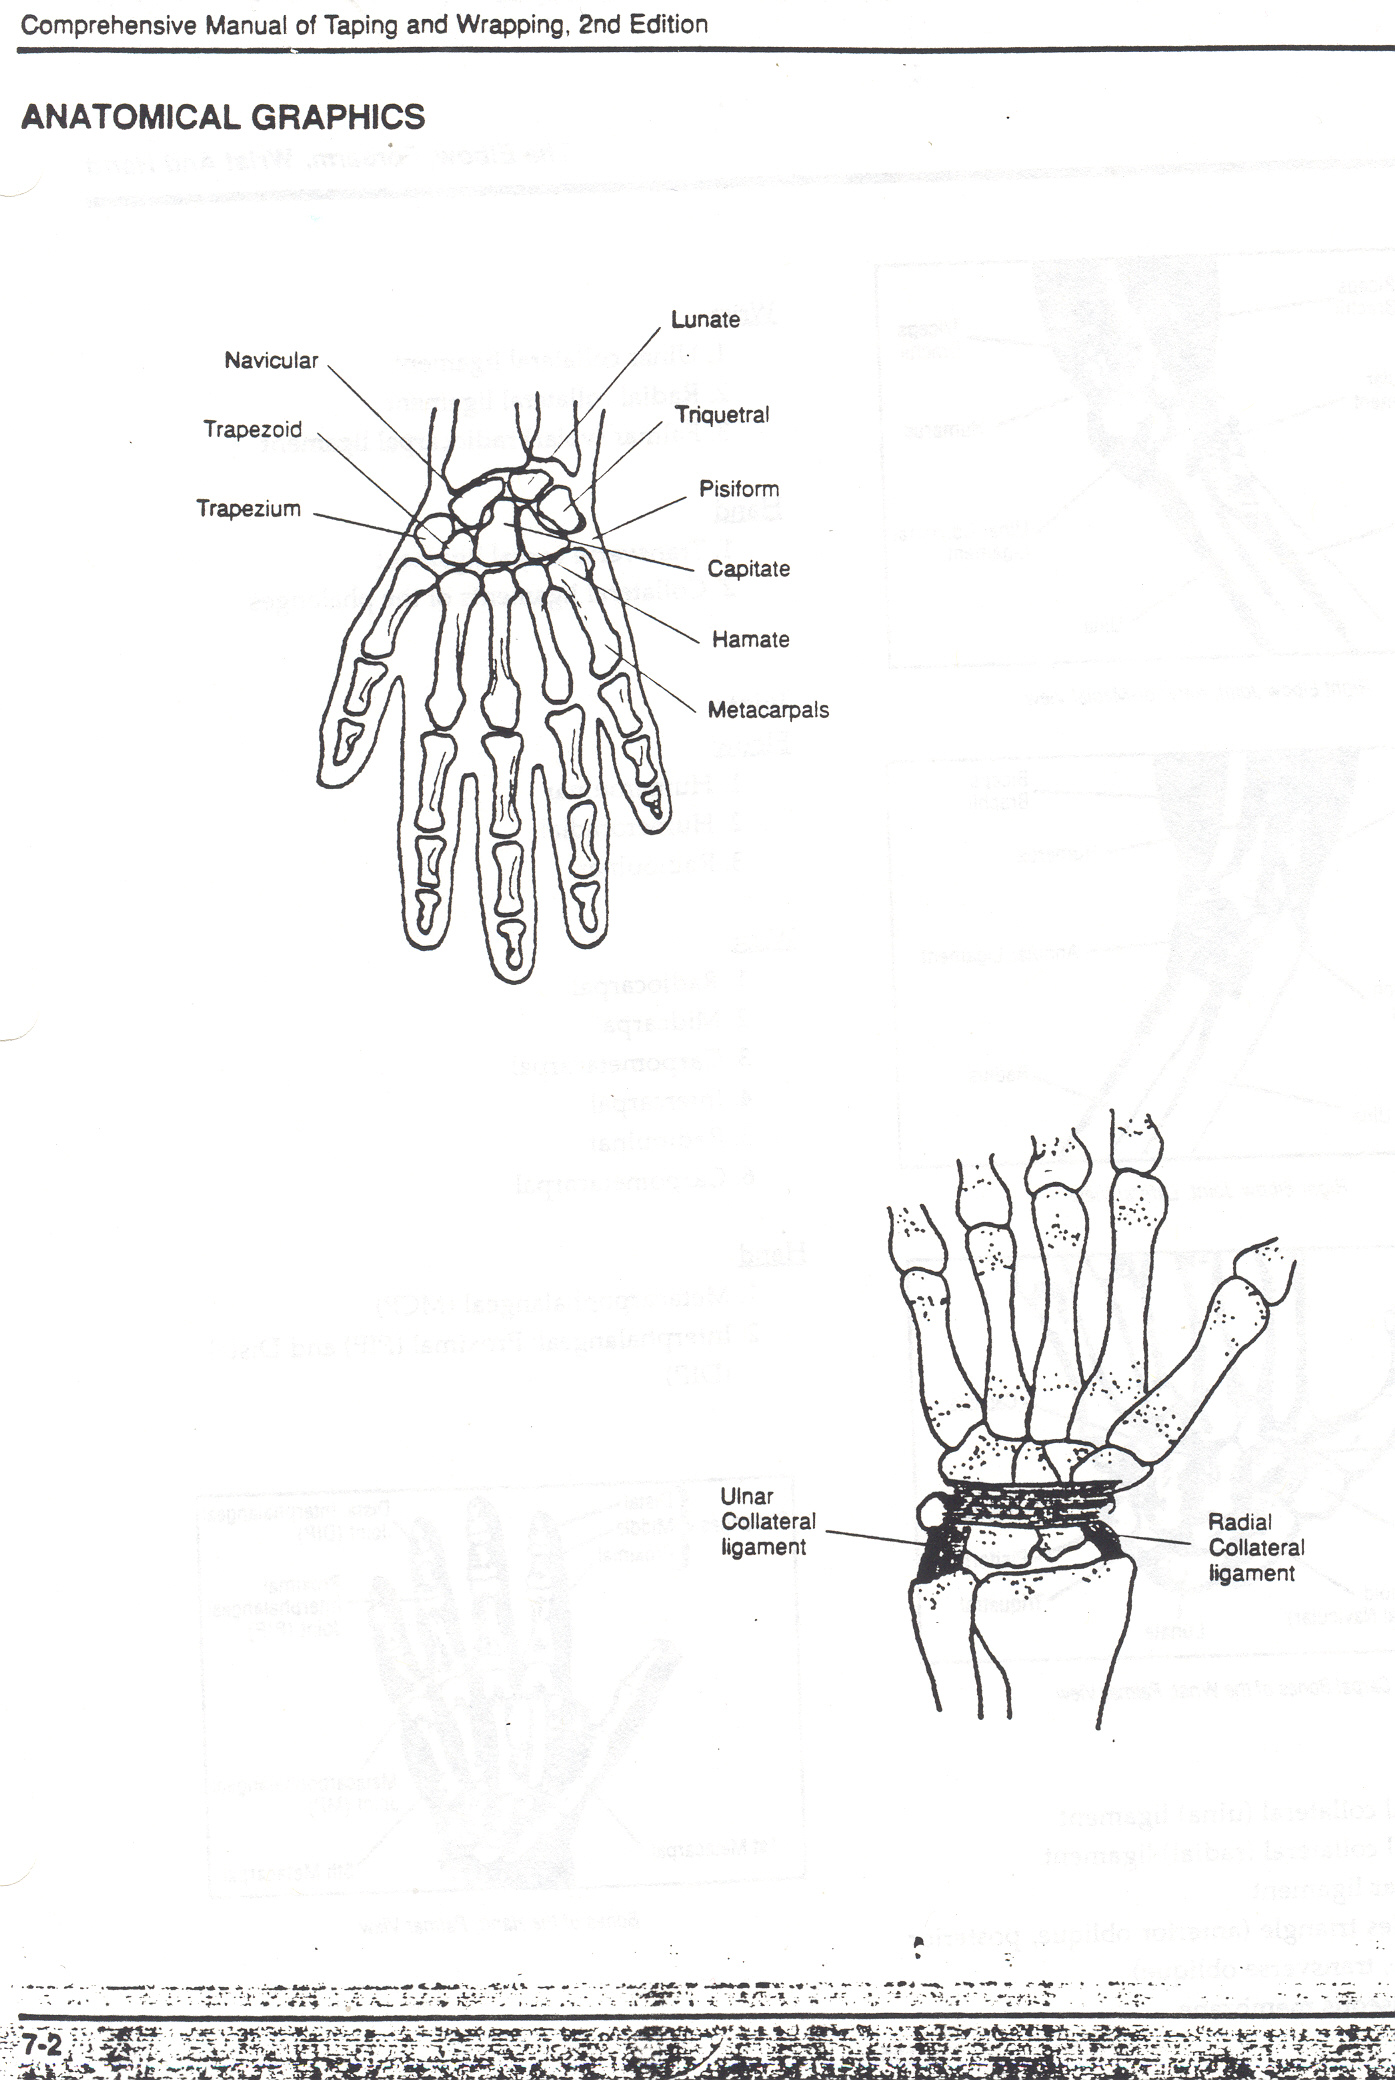 Comprehensive Manual of Taping and Wrapping, 2nd Edition
ANATOMICAL GRAPHICS
Lunate
Navicular
Triquetral
Trapezoid
Pisiform
Trapezium
Capitate
Hamate
Metacarpals
Ulnar
Collateral
ligament
Radial
Collateral
ligament
7-2